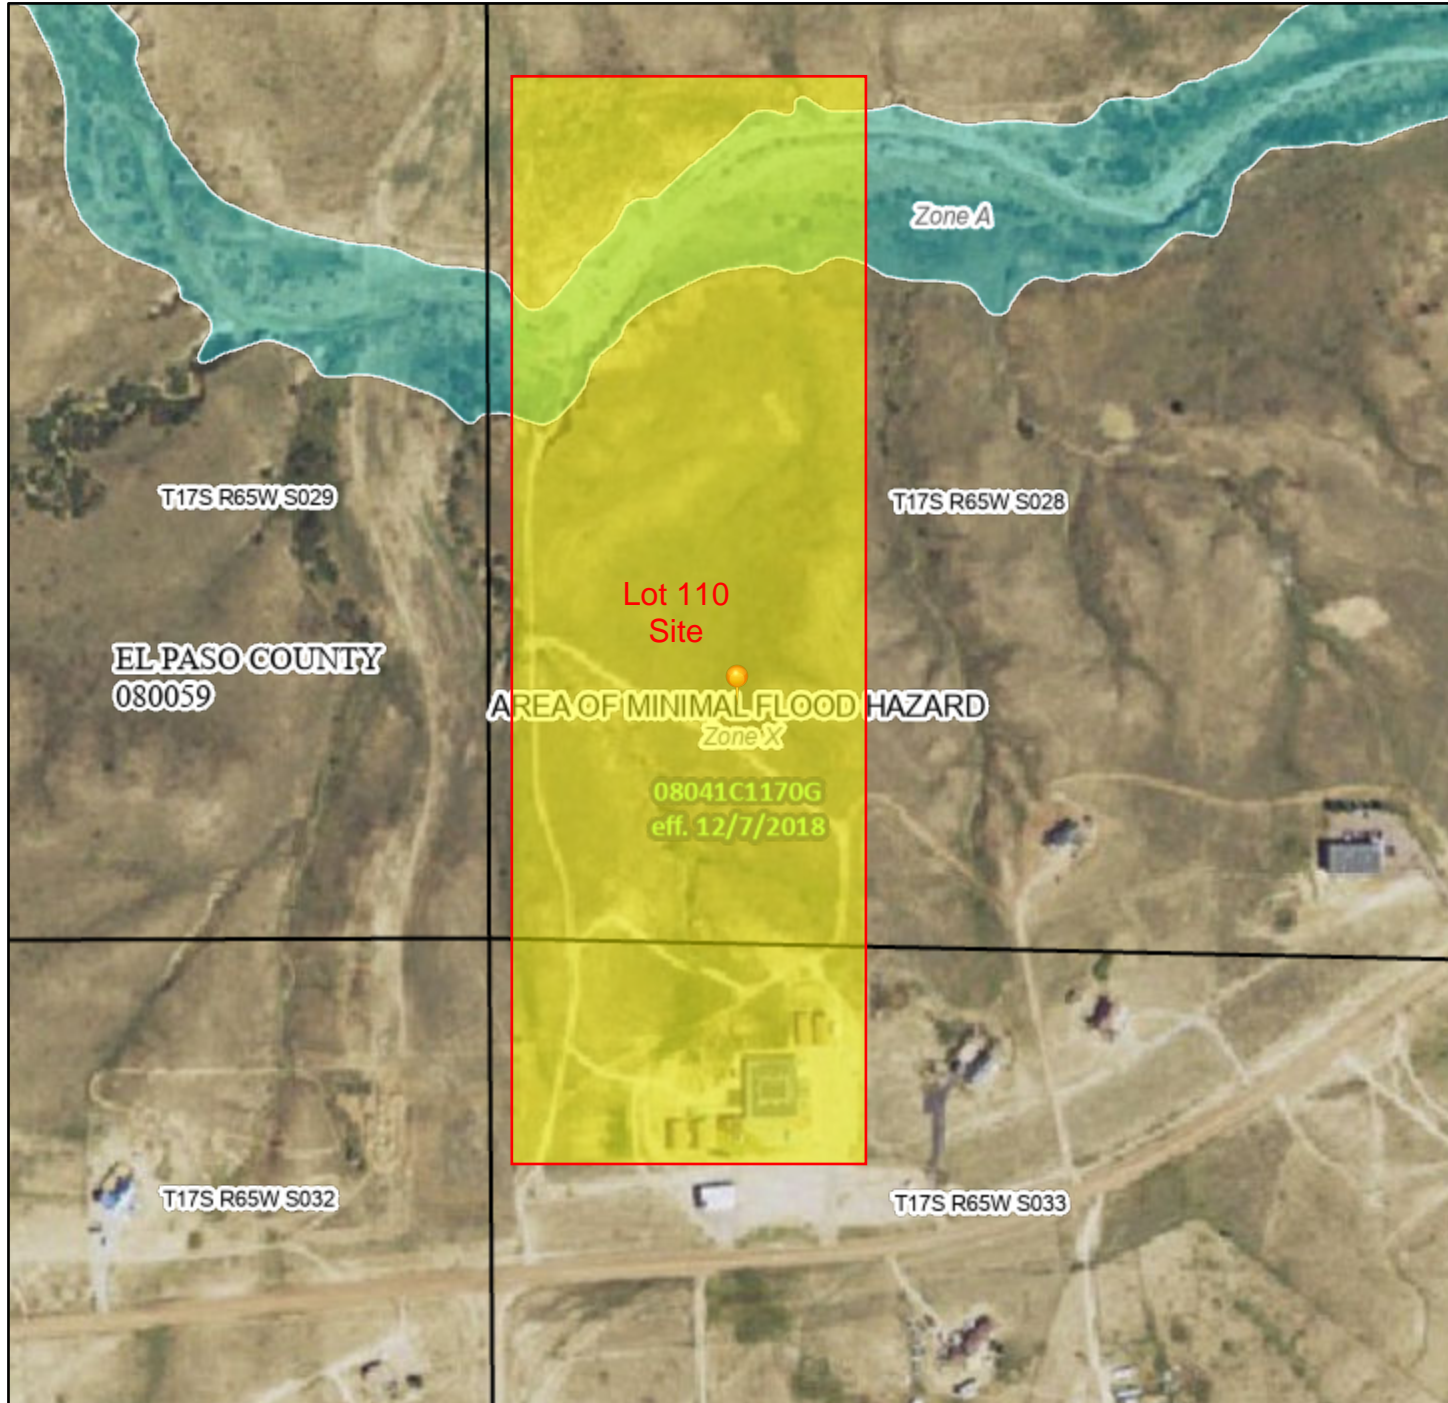 Zone A
T17S R65W S029
T17S R65W S028
Lot 110
Site
EL PASO COUNTY
080059
AREA OF MINIMAL FLOOD HAZARD
Zone X
08041C1170G
eff. 12/7/2018
T17S R65W S032
T17S R65W S033